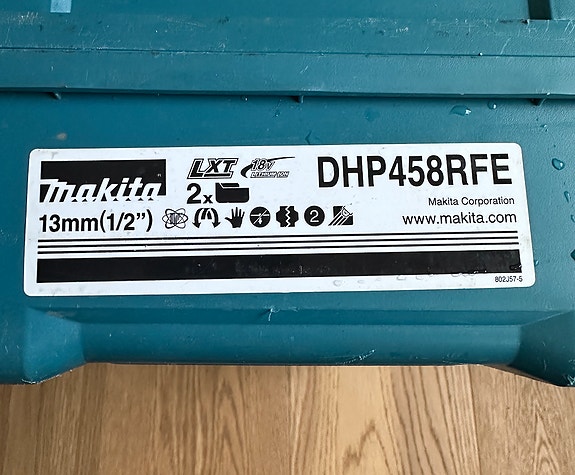 makita
LXT 18V LITHIUM-ION
DHP458RFE
2x
Makita Corporation
13mm(1/2") 2
www.makita.com
802J57-5